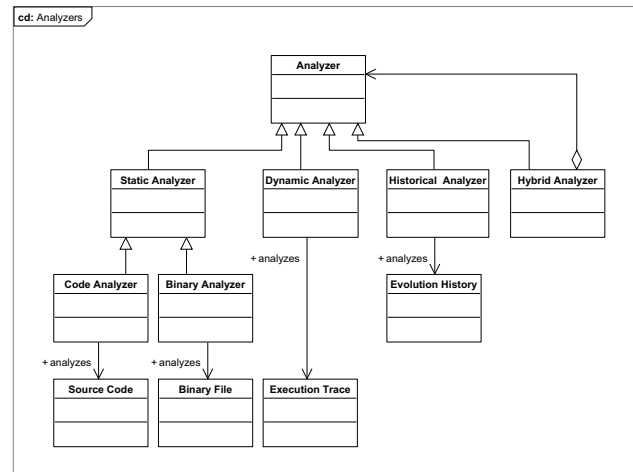 cd: Analyzers
Analyzer
Static Analyzer
Dynamic Analyzer
Historical  Analyzer
Hybrid Analyzer
+ analyzes
+ analyzes
Code Analyzer
Binary Analyzer
Evolution History
+ analyzes
+ analyzes
Source Code
Binary File
Execution Trace